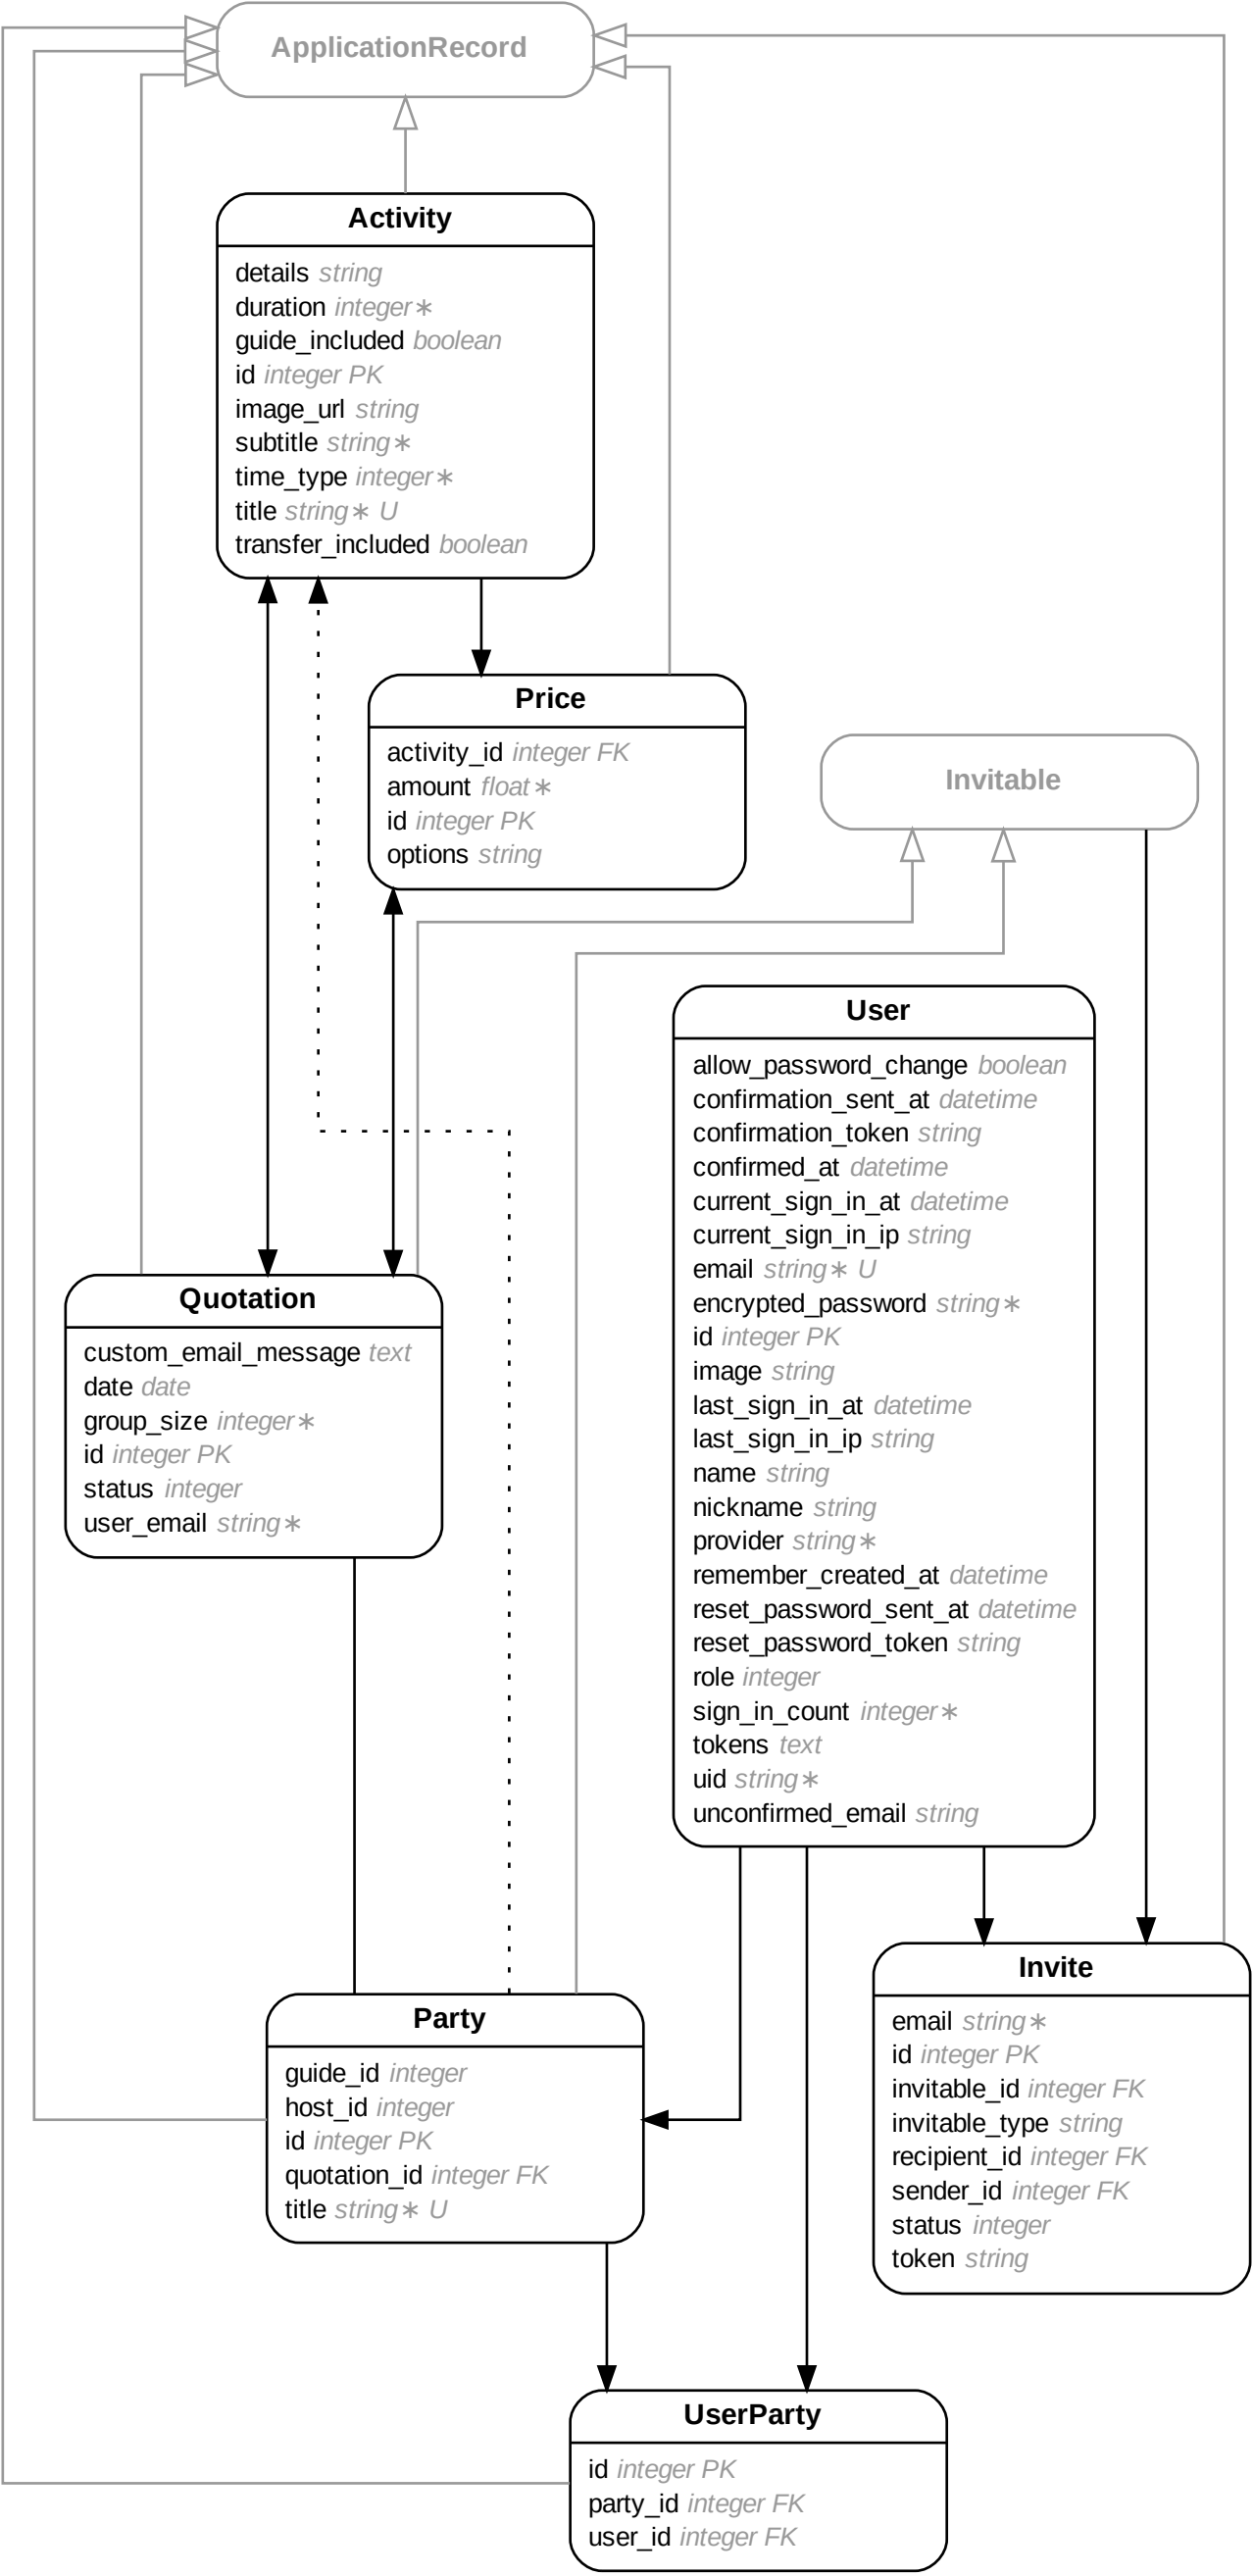 ApplicationRecord
Activity
details string
duration integer∗
guide_included boolean
id integer PK
image_url string
subtitle string∗
time_type integer∗
title string∗ U
transfer_included boolean
Price
activity_id integer FK
amount float∗
id integer PK
options string
Invitable
User
allow_password_change boolean
confirmation_sent_at datetime
confirmation_token string
confirmed_at datetime
current_sign_in_at datetime
current_sign_in_ip string
email string∗ U
encrypted_password string∗
id integer PK
image string
last_sign_in_at datetime
last_sign_in_ip string
name string
nickname string
provider string∗
remember_created_at datetime
reset_password_sent_at datetime
reset_password_token string
role integer
sign_in_count integer∗
tokens text
uid string∗
unconfirmed_email string
Quotation
custom_email_message text
date date
group_size integer∗
id integer PK
status integer
user_email string∗
Party
guide_id integer
host_id integer
id integer PK
quotation_id integer FK
title string∗ U
Invite
email string∗
id integer PK
invitable_id integer FK
invitable_type string
recipient_id integer FK
sender_id integer FK
status integer
token string
UserParty
id integer PK
party_id integer FK
user_id integer FK